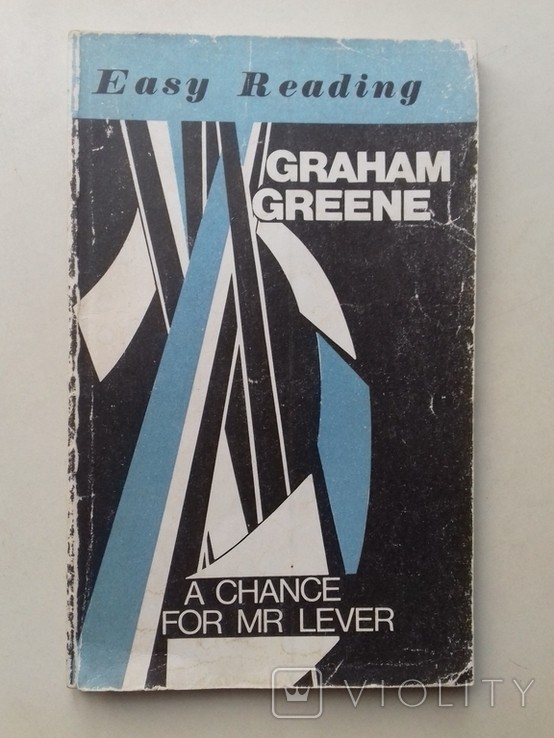 Easy Reading
GRAHAM
GREENE
A CHANCE
FOR MR LEVER
VIOLITY